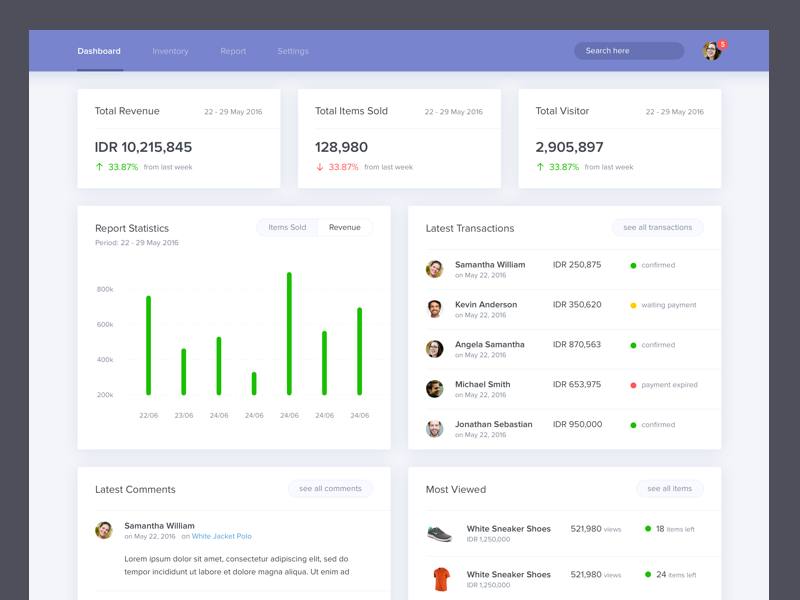 Dashboard Inventory Report Settings Search here 5
Total Revenue 22 - 29 May 2016
IDR 10,215,845
33.87% from last week
Total Items Sold 22 - 29 May 2016
128,980
33.87% from last week
Total Visitor 22 - 29 May 2016
2,905,897
33.87% from last week
Report Statistics Items Sold Revenue
Period: 22 - 29 May 2016
800k
600k
400k
200k
22/06 23/06 24/06 24/06 24/06 24/06 24/06
Latest Transactions see all transactions
Samantha William IDR 250,875 confirmed
on May 22, 2016
Kevin Anderson IDR 350,620 waiting payment
on May 22, 2016
Angela Samantha IDR 870,563 confirmed
on May 22, 2016
Michael Smith IDR 653,975 payment expired
on May 22, 2016
Jonathan Sebastian IDR 950,000 confirmed
on May 22, 2016
Latest Comments see all comments
Samantha William
on May 22, 2016 on White Jacket Polo
Lorem ipsum dolor sit amet, consectetur adipiscing elit, sed do
tempor incididunt ut labore et dolore magna aliqua. Ut enim ad
Most Viewed see all items
White Sneaker Shoes 521,980 views 18 items left
IDR 1,250,000
White Sneaker Shoes 521,980 views 24 items left
IDR 1,250,000